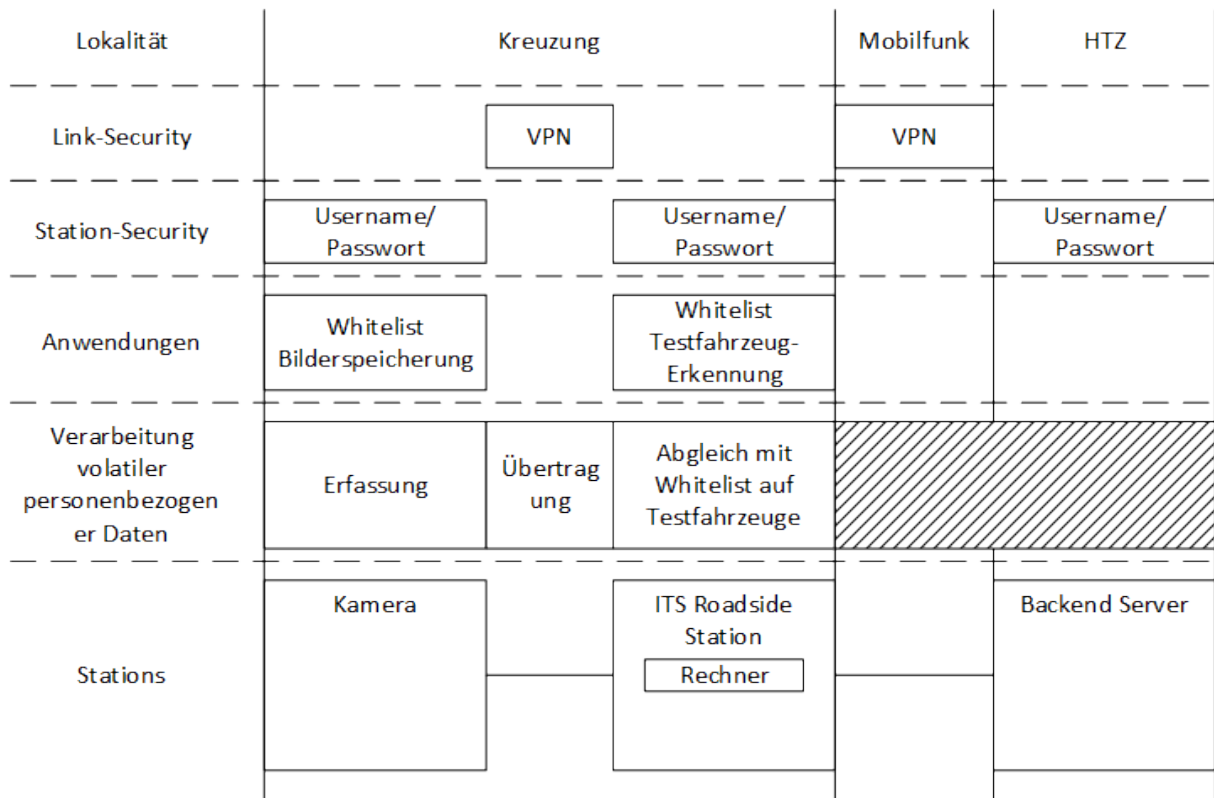 Lokalität Kreuzung Mobilfunk HTZ
Link-Security VPN VPN
Station-Security Username/ Username/ Username/
Passwort Passwort Passwort
Anwendungen Whitelist Whitelist
Bilderspeicherung Testfahrzeug-
Erkennung
Verarbeitung
volatiler
personenbezogen
er Daten
Erfassung
Übertrag
ung
Abgleich mit
Whitelist auf
Testfahrzeuge
Stations
Kamera
ITS Roadside
Station
Rechner
Backend Server